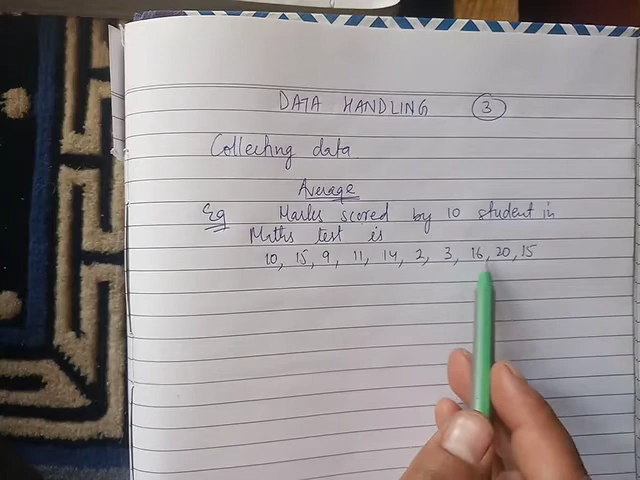 DATA HANDLING 3
Collecting data.
Average
Eg Marks scored by 10 student in
Maths test is
10, 15, 9, 11, 14, 2, 3, 16, 20, 15